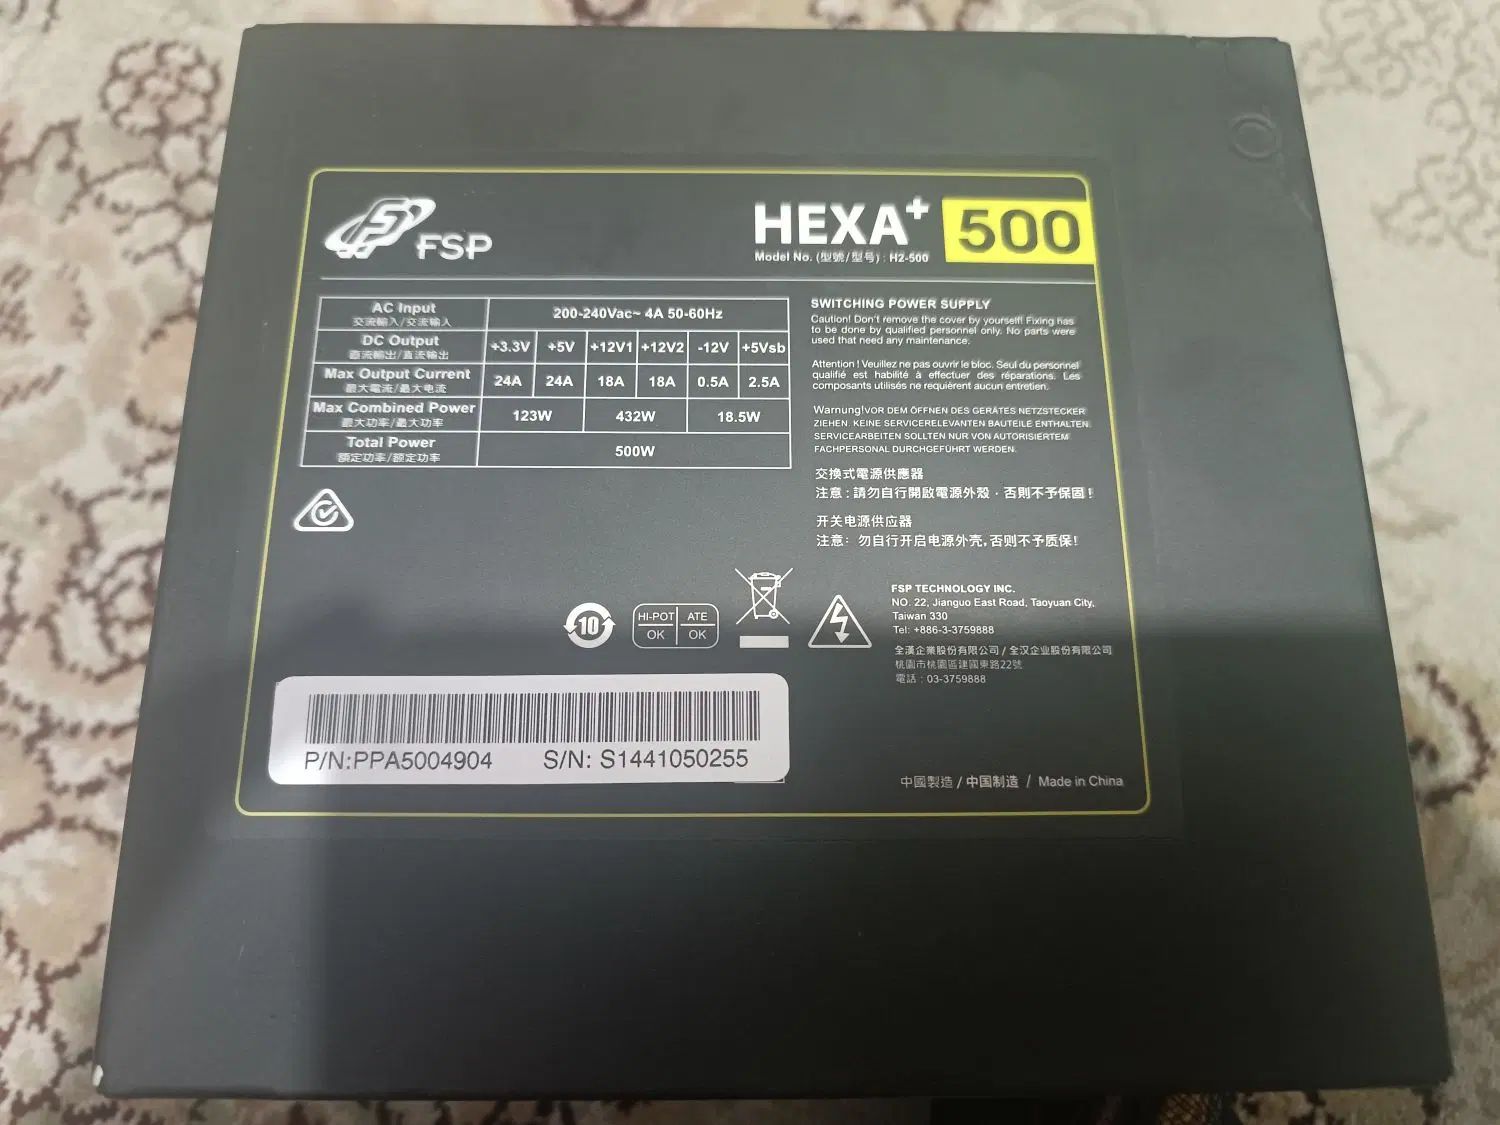 FSP
HEXA+ 500
Model No. (型號/型号) : H2-500
AC Input 200-240Vac~ 4A 50-60Hz
交流輸入/交流输入
DC Output +3.3V +5V +12V1 +12V2 -12V +5Vsb
直流輸出/直流输出
Max Output Current 24A 24A 18A 18A 0.5A 2.5A
最大電流/最大电流
Max Combined Power 123W 432W 18.5W
最大功率/最大功率
Total Power 500W
額定功率/额定功率
SWITCHING POWER SUPPLY
Caution! Don't remove the cover by yourself! Fixing has
to be done by qualified personnel only. No parts were
used that need any maintenance.
Attention ! Veuillez ne pas ouvrir le bloc. Seul du personnel
qualifié est habilité à effectuer des réparations. Les
composants utilisés ne requièrent aucun entretien.
Warnung!VOR DEM ÖFFNEN DES GERÄTES NETZSTECKER
ZIEHEN. KEINE SERVICERELEVANTEN BAUTEILE ENTHALTEN.
SERVICEARBEITEN SOLLTEN NUR VON AUTORISIERTEM
FACHPERSONAL DURCHGEFÜHRT WERDEN.
交換式電源供應器
注意 : 請勿自行開啟電源外殼，否則不予保固！
开关电源供应器
注意： 勿自行开启电源外壳，否则不予质保！
10
HI-POT ATE
OK OK
FSP TECHNOLOGY INC.
NO. 22, Jianguo East Road, Taoyuan City,
Taiwan 330
Tel: +886-3-3759888
全漢企業股份有限公司 / 全汉企业股份有限公司
桃園市桃園區建國東路22號
電話 : 03-3759888
P/N:PPA5004904 S/N: S1441050255
中國製造 / 中国制造 / Made in China